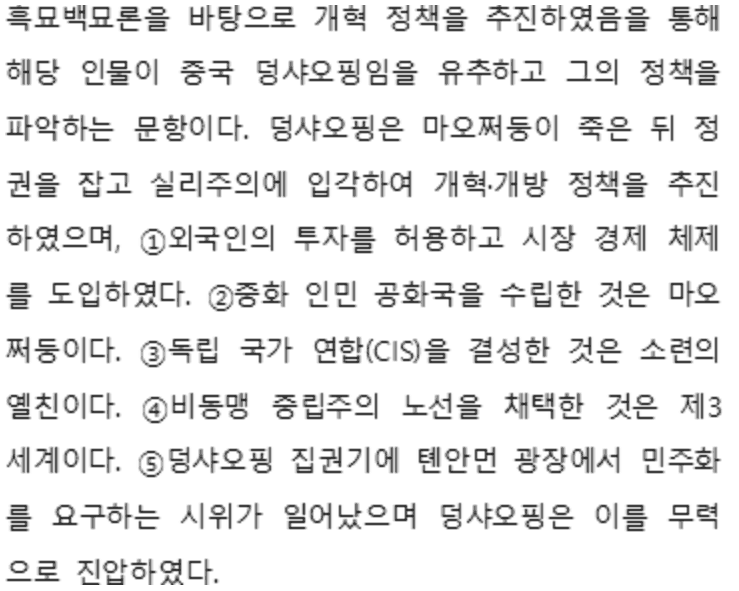 흑묘백묘론을 바탕으로 개혁 정책을 추진하였음을 통해
해당 인물이 중국 덩샤오핑임을 유추하고 그의 정책을
파악하는 문항이다. 덩샤오핑은 마오쩌둥이 죽은 뒤 정
권을 잡고 실리주의에 입각하여 개혁·개방 정책을 추진
하였으며, ①외국인의 투자를 허용하고 시장 경제 체제
를 도입하였다. ②중화 인민 공화국을 수립한 것은 마오
쩌둥이다. ③독립 국가 연합(CIS)을 결성한 것은 소련의
옐친이다. ④비동맹 중립주의 노선을 채택한 것은 제3
세계이다. ⑤덩샤오핑 집권기에 톈안먼 광장에서 민주화
를 요구하는 시위가 일어났으며 덩샤오핑은 이를 무력
으로 진압하였다.